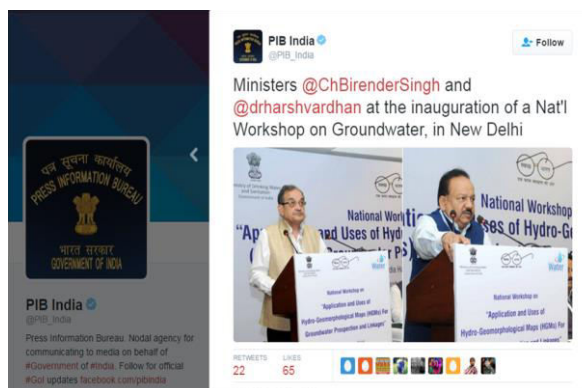 पत्र सूचना कार्यालय
PRESS INFORMATION BUREAU
भारत सरकार
GOVERNMENT OF INDIA
PIB India
@PIB_India
Press Information Bureau. Nodal agency for
communicating to media on behalf of
#Government of #India. Follow for official
#GoI updates facebook.com/pibindia
PIB India
@PIB_India
Follow
Ministers @ChBirenderSingh and
@drharshvardhan at the inauguration of a Nat'l
Workshop on Groundwater, in New Delhi
National Work
"Ap
and Uses of Hyd
National Workshop on
"Application and Uses of
Hydro-Geomorphological Maps (HGMs) For
Groundwater Prospection and Linkages"
National Workshop
Uses of Hydro-Ge
Water
National Workshop on
"Application and Uses of
Hydro-Geomorphological Maps (HGMs) For
Groundwater Prospection and Linkages"
RETWEETS
22
LIKES
65